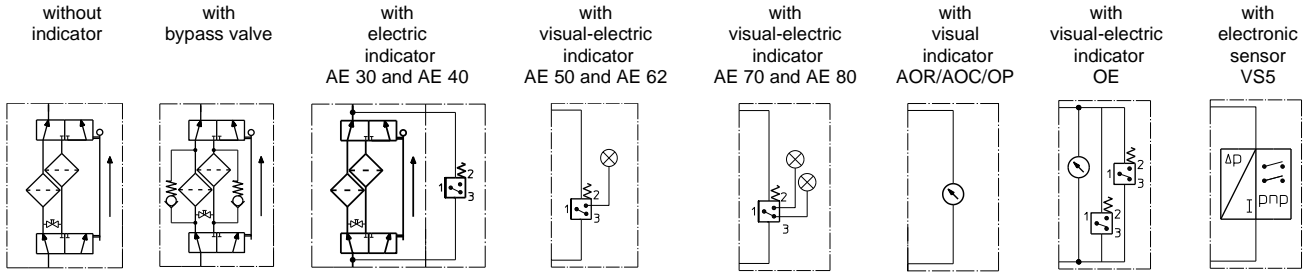 without
indicator
with
bypass valve
with
electric
indicator
AE 30 and AE 40
with
visual-electric
indicator
AE 50 and AE 62
with
visual-electric
indicator
AE 70 and AE 80
with
visual
indicator
AOR/AOC/OP
with
visual-electric
indicator
OE
with
electronic
sensor
VS5
1
2
3
1
2
3
1
2
3
1
2
3
1
2
3
Δp
I
pnp